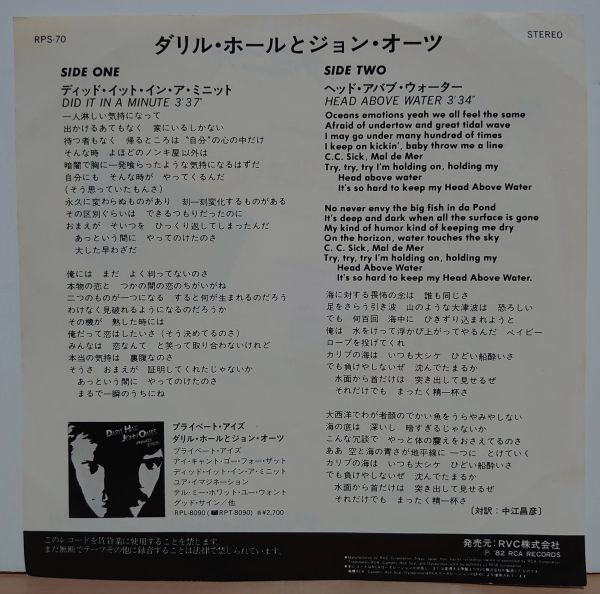 RPS-70
ダリル・ホールとジョン・オーツ
STEREO
SIDE ONE
ディッド・イット・イン・ア・ミニット
DID IT IN A MINUTE 3'37"
一人淋しい気持になって
出かけるあてもなく 家にいるしかない
待つ者もなく 帰るところは“自分”の心の中だけ
そんな時 よほどのノンキ屋以外は
暗闇で胸に一発喰らったような気持になるはずだ
自分にも そんな時が やってくるんだ
(そう思っていたもんさ)
永久に変わらぬものがあり 刻一刻変化するものがある
その区別ぐらいは できるつもりだったのに
おまえが そいつを ひっくり返してしまったんだ
あっという間に やってのけたのさ
大した早わざだ
俺には まだ よく判ってないのさ
本物の恋と つかの間の恋のちがいがね
二つのものが一つになる すると何が生まれるのだろう
わけなく見破れるようになるのだろうか
その機が 熟した時には
俺だって恋はしたいさ (そう決めてるのさ)
みんなは 恋なんて と笑って取り合わないけれど
本当の気持は 裏腹なのさ
そうさ おまえが 証明してくれたじゃないか
あっという間に やってのけたのさ
まるで一瞬のうちにね
DARYL HALL
JOHN OATES
PRIVATE EYES
プライベート・アイズ
ダリル・ホールとジョン・オーツ
プライベート・アイズ
アイ・キャント・ゴー・フォー・ザット
ディッド・イット・イン・ア・ミニット
ユア・イマジネーション
テル・ミー・ホワット・ユー・ウォント
グッド・サイン/他
RPL-8090 (RPT-8090) 各¥2,700
SIDE TWO
ヘッド・アバブ・ウォーター
HEAD ABOVE WATER 3'34"
Oceans emotions yeah we all feel the same
Afraid of undertow and great tidal wave
I may go under many hundred of times
I keep on kickin', baby throw me a line
C.C. Sick, Mal de Mer
Try, try, try I'm holding on, holding my
Head above water
It's so hard to keep my Head Above Water
No never envy the big fish in da Pond
It's deep and dark when all the surface is gone
My kind of humor kind of keeping me dry
On the horizon, water touches the sky
C. C. Sick, Mal de Mer
Try, try, try I'm holding on, holding my
Head Above Water
It's so hard to keep my Head Above Water.
海に対する畏怖の念は 誰も同じさ
足をさらう引き波 山のような大津波は 恐ろしい
でも 何百回 海中に ひきずり込まれようと
俺は 水をけって浮かび上がってやるんだ ベイビー
ロープを投げてくれ
カリブの海は いつも大シケ ひどい船酔いさ
でも負けやしないぜ 沈んでたまるか
水面から首だけは 突き出して見せるぜ
それだけでも まったく精一杯さ
大西洋でわが者顔のでかい魚をうらやみやしない
海の底は 深いし 暗すぎるじゃないか
こんな冗談で やっと体の震えをおさえてるのさ
ああ 空と海の青さが地平線に 一つに とけていく
カリブの海は いつも大シケ ひどい船酔いさ
でも負けやしないぜ 沈んでたまるか
水面から首だけは 突き出して見せるぜ
それだけでも まったく精一杯さ
〔対訳:中江昌彦〕
このレコードを賃貸業に使用することを禁じます。
また無断でテープその他に録音することは法律で禁じられています。
発売元:RVC株式会社
Ⓟ '82 RCA RECORDS